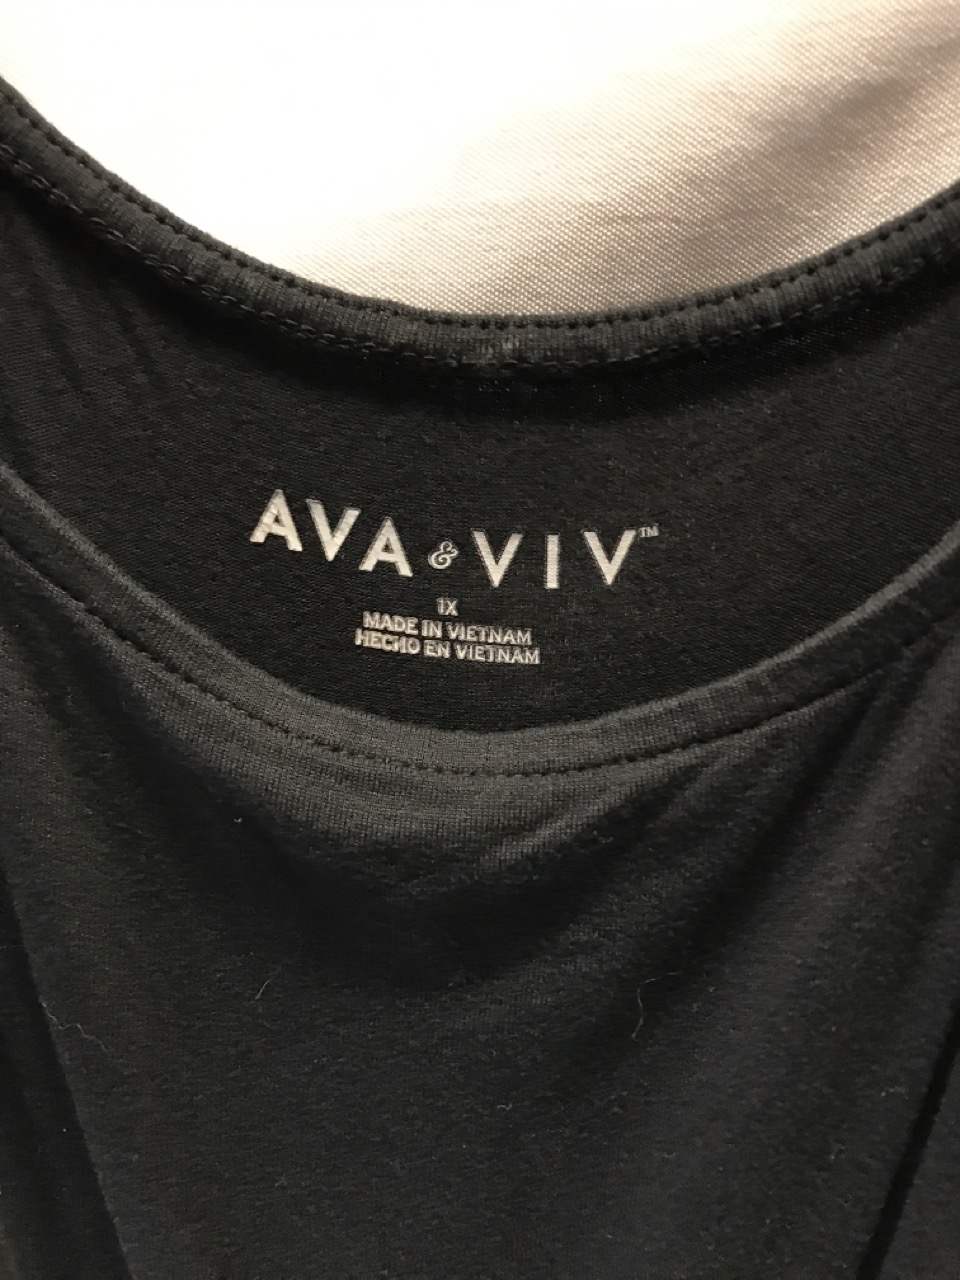 AVA & VIV™
1X
MADE IN VIETNAM
HECHO EN VIETNAM